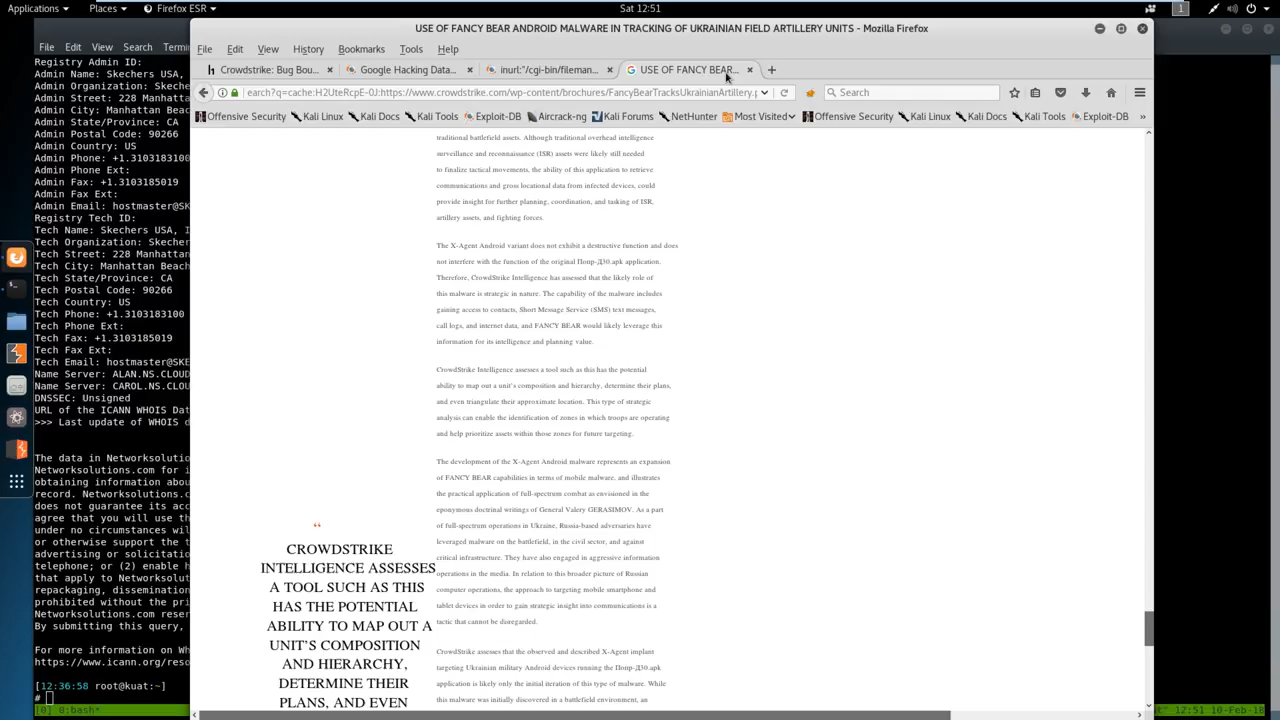 Applications
Places
Firefox ESR
Sat 12:51
1
USE OF FANCY BEAR ANDROID MALWARE IN TRACKING OF UKRAINIAN FIELD ARTILLERY UNITS - Mozilla Firefox
File Edit View History Bookmarks Tools Help
Crowdstrike: Bug Bou...
Google Hacking Data...
inurl:"/cgi-bin/fileman...
USE OF FANCY BEAR...
earch?q=cache:H2UteRcpE-0J:https://www.crowdstrike.com/wp-content/brochures/FancyBearTracksUkrainianArtillery.p
Search
Offensive Security Kali Linux Kali Docs Kali Tools Exploit-DB Aircrack-ng Kali Forums NetHunter Most Visited Offensive Security Kali Linux Kali Docs Kali Tools Exploit-DB »
File Edit View Search Termi
Registry Admin ID:
Admin Name: Skechers USA,
Admin Organization: Skeche
Admin Street: 228 Manhatta
Admin City: Manhattan Beac
Admin State/Province: CA
Admin Postal Code: 90266
Admin Country: US
Admin Phone: +1.3103183100
Admin Phone Ext:
Admin Fax: +1.3103185019
Admin Fax Ext:
Admin Email: hostmaster@SK
Registry Tech ID:
Tech Name: Skechers USA, I
Tech Organization: Skecher
Tech Street: 228 Manhattan
Tech City: Manhattan Beach
Tech State/Province: CA
Tech Postal Code: 90266
Tech Country: US
Tech Phone: +1.3103183100
Tech Phone Ext:
Tech Fax: +1.3103185019
Tech Fax Ext:
Tech Email: hostmaster@SKE
Name Server: ALAN.NS.CLOUD
Name Server: CAROL.NS.CLOU
DNSSEC: Unsigned
URL of the ICANN WHOIS Dat
>>> Last update of WHOIS d
The data in Networksolutio
Networksolutions.com for i
obtaining information abou
record. Networksolutions.c
does not guarantee its acc
agree that you will use th
under no circumstances wil
or otherwise support the t
advertising or solicitatio
telephone; or (2) enable h
that apply to Networksolut
repackaging, dissemination
prohibited without the pri
Networksolutions.com reser
By submitting this query,
For more information on Wh
https://www.icann.org/reso
[12:36:58 root@kuat:~]
#
[0] 0:bash*
traditional battlefield assets. Although traditional overhead intelligence
surveillance and reconnaissance (ISR) assets were likely still needed
to finalize tactical movements, the ability of this application to retrieve
communications and gross locational data from infected devices, could
provide insight for further planning, coordination, and tasking of ISR,
artillery assets, and fighting forces.
The X-Agent Android variant does not exhibit a destructive function and does
not interfere with the function of the original Попр-Д30.apk application.
Therefore, CrowdStrike Intelligence has assessed that the likely role of
this malware is strategic in nature. The capability of the malware includes
gaining access to contacts, Short Message Service (SMS) text messages,
call logs, and internet data, and FANCY BEAR would likely leverage this
information for its intelligence and planning value.
CrowdStrike Intelligence assesses a tool such as this has the potential
ability to map out a unit's composition and hierarchy, determine their plans,
and even triangulate their approximate location. This type of strategic
analysis can enable the identification of zones in which troops are operating
and help prioritize assets within those zones for future targeting.
The development of the X-Agent Android malware represents an expansion
of FANCY BEAR capabilities in terms of mobile malware, and illustrates
the practical application of full-spectrum combat as envisioned in the
eponymous doctrinal writings of General Valery GERASIMOV. As a part
of full-spectrum operations in Ukraine, Russia-based adversaries have
leveraged malware on the battlefield, in the civil sector, and against
critical infrastructure. They have also engaged in aggressive information
operations in the media. In relation to this broader picture of Russian
computer operations, the approach to targeting mobile smartphone and
tablet devices in order to gain strategic insight into communications is a
tactic that cannot be disregarded.
CrowdStrike assesses that the observed and described X-Agent implant
targeting Ukrainian military Android devices running the Попр-Д30.apk
application is likely only the initial iteration of this type of malware. While
this malware was initially discovered in a battlefield environment, an
“
CROWDSTRIKE
INTELLIGENCE ASSESSES
A TOOL SUCH AS THIS
HAS THE POTENTIAL
ABILITY TO MAP OUT A
UNIT'S COMPOSITION
AND HIERARCHY,
DETERMINE THEIR
PLANS, AND EVEN
12:51 10-Feb-18